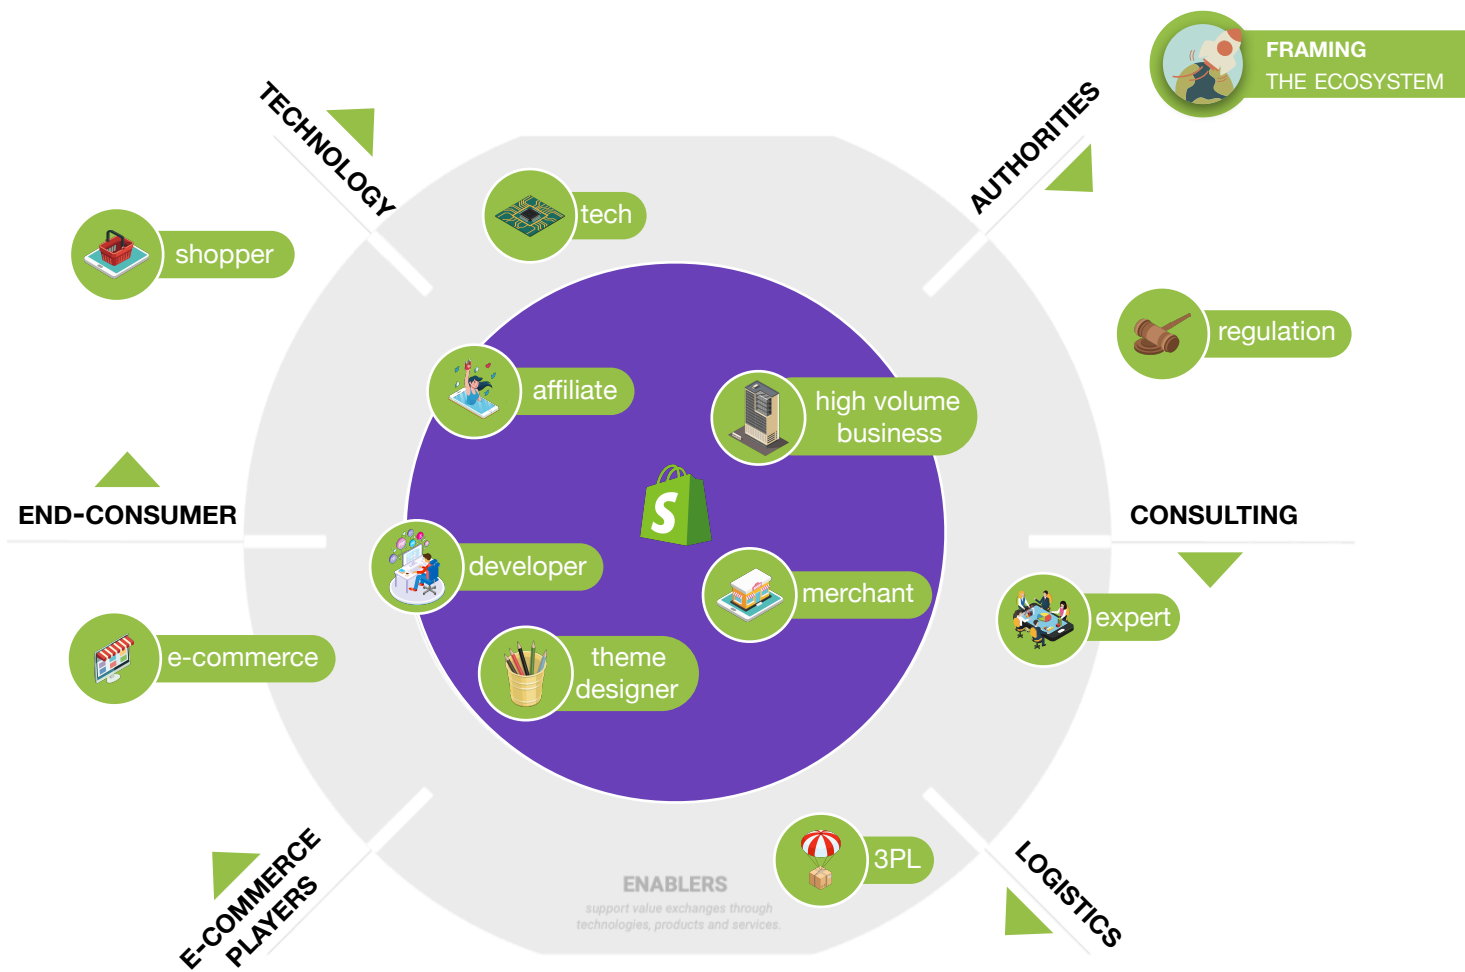 FRAMING
THE ECOSYSTEM
TECHNOLOGY
AUTHORITIES
tech
shopper
regulation
affiliate
high volume
business
S
END-CONSUMER
CONSULTING
developer
merchant
expert
e-commerce
theme
designer
E-COMMERCE
PLAYERS
3PL
LOGISTICS
ENABLERS
support value exchanges through
technologies, products and services.